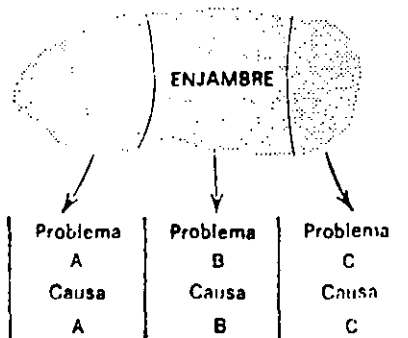 ENJAMBRE
Problema Problema Problema
A B C
Causa Causa Causa
A B C